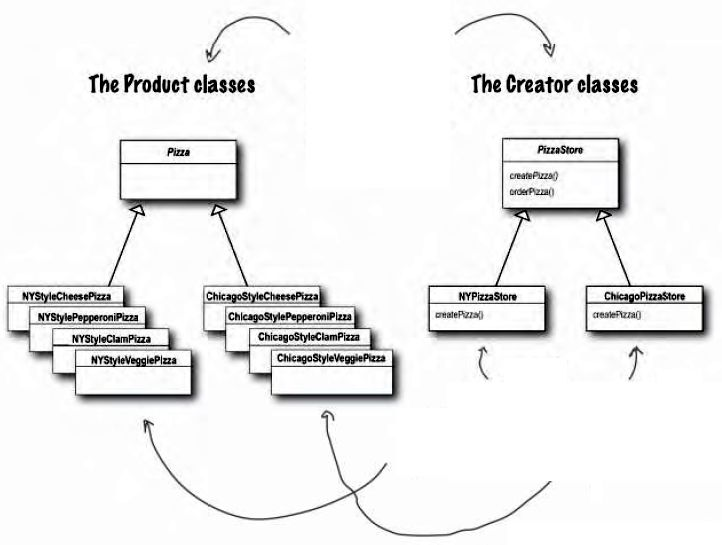 The Product classes
The Creator classes
Pizza
PizzaStore
createPizza()
orderPizza()
NYStyleCheesePizza
NYStylePepperoniPizza
NYStyleClamPizza
NYStyleVeggiePizza
ChicagoStyleCheesePizza
ChicagoStylePepperoniPizza
ChicagoStyleClamPizza
ChicagoStyleVeggiePizza
NYPizzaStore
createPizza()
ChicagoPizzaStore
createPizza()